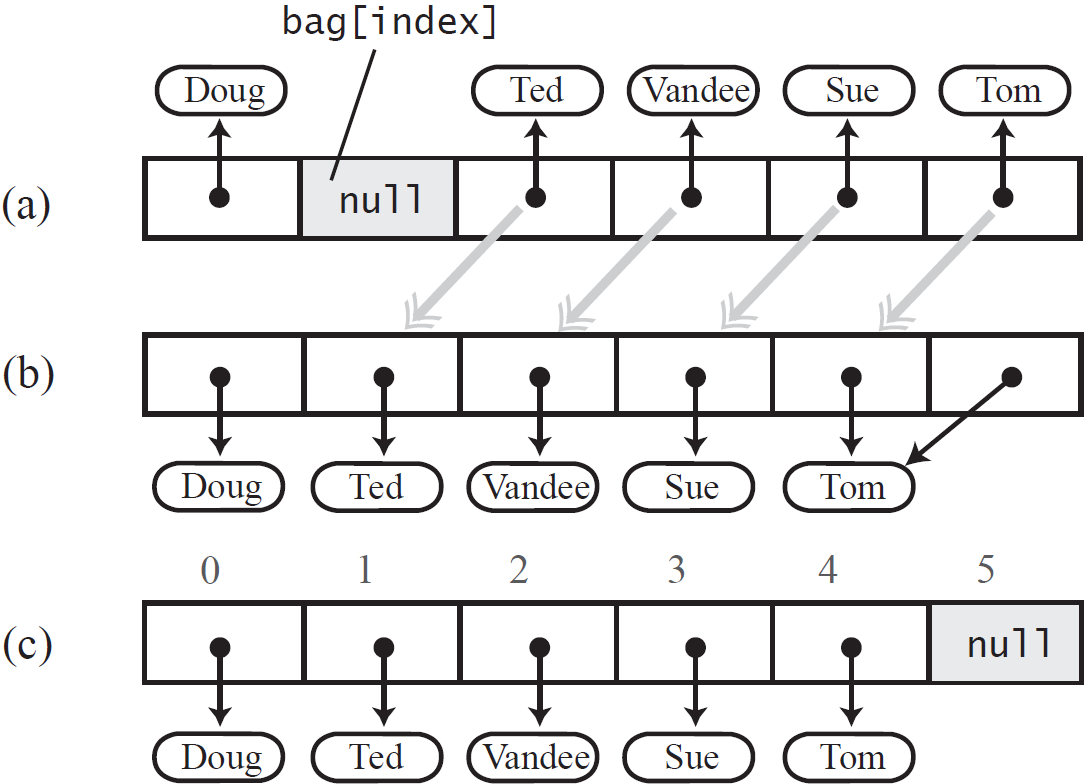 bag[index]
Doug Ted Vandee Sue Tom
(a) null
(b)
Doug Ted Vandee Sue Tom
0 1 2 3 4 5
(c) null
Doug Ted Vandee Sue Tom